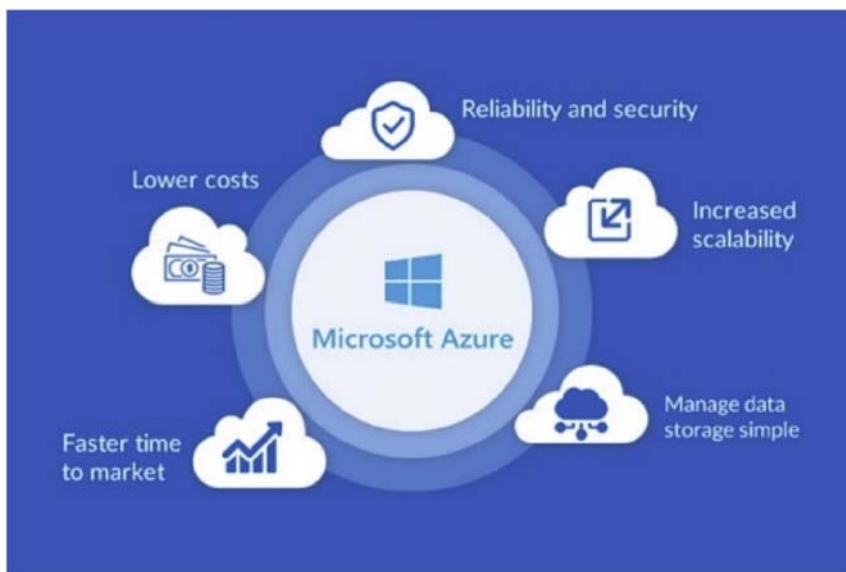 Reliability and security
Lower costs
Increased
scalability
Microsoft Azure
Manage data
storage simple
Faster time
to market